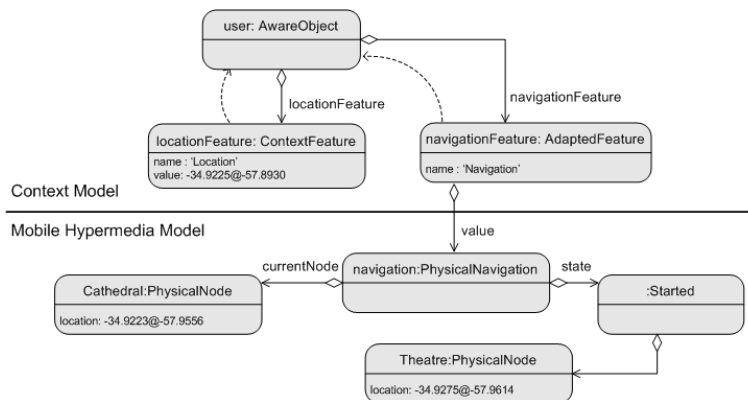 user: AwareObject
locationFeature
navigationFeature
locationFeature: ContextFeature
name : 'Location'
value: -34.9225@-57.8930
navigationFeature: AdaptedFeature
name : 'Navigation'
Context Model
Mobile Hypermedia Model
value
currentNode
navigation:PhysicalNavigation
state
Cathedral:PhysicalNode
location: -34.9223@-57.9556
:Started
Theatre:PhysicalNode
location: -34.9275@-57.9614